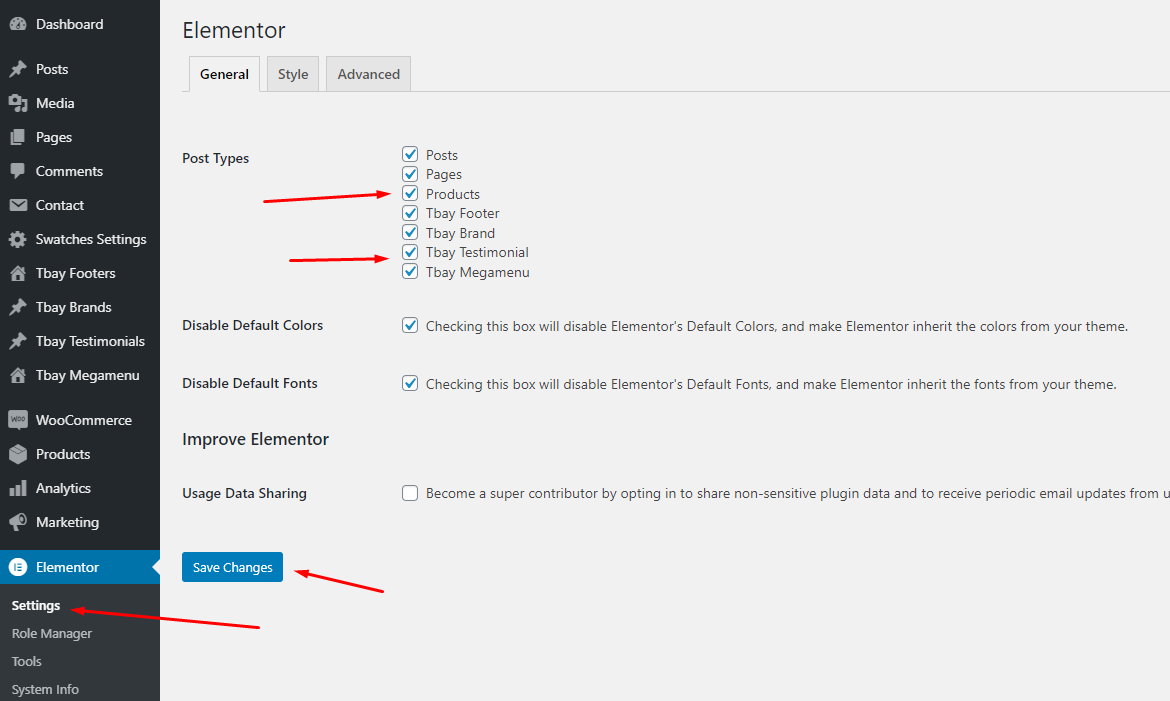 Dashboard
Posts
Media
Pages
Comments
Contact
Swatches Settings
Tbay Footers
Tbay Brands
Tbay Testimonials
Tbay Megamenu
WooCommerce
Products
Analytics
Marketing
Elementor
Settings
Role Manager
Tools
System Info
Elementor
General
Style
Advanced
Post Types
Posts
Pages
Products
Tbay Footer
Tbay Brand
Tbay Testimonial
Tbay Megamenu
Disable Default Colors
Checking this box will disable Elementor's Default Colors, and make Elementor inherit the colors from your theme.
Disable Default Fonts
Checking this box will disable Elementor's Default Fonts, and make Elementor inherit the fonts from your theme.
Improve Elementor
Usage Data Sharing
Become a super contributor by opting in to share non-sensitive plugin data and to receive periodic email updates from u
Save Changes